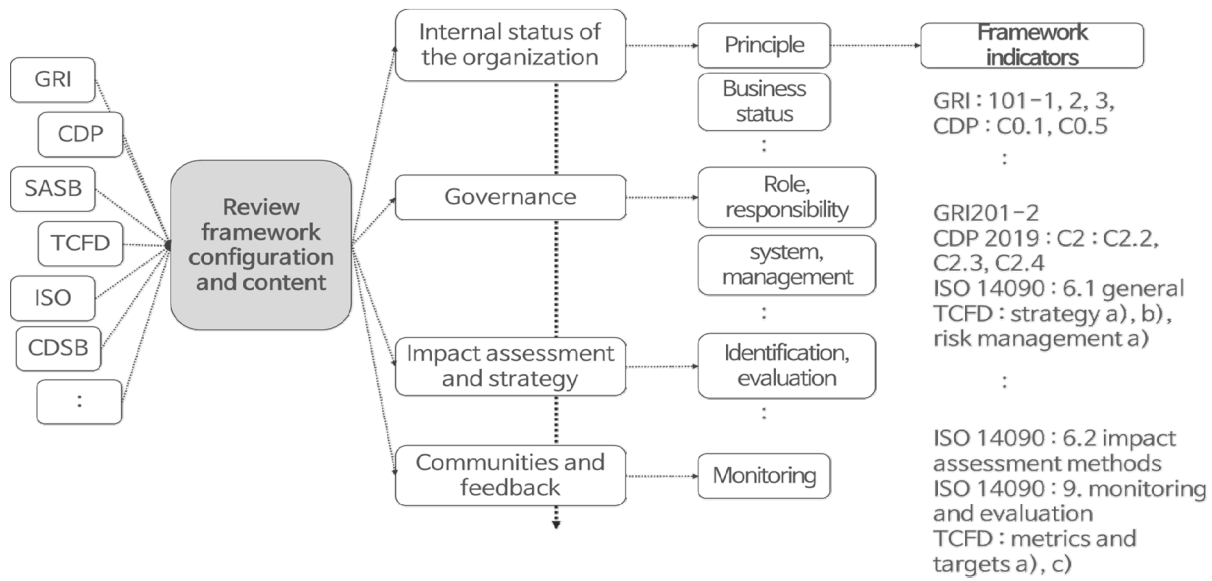 GRI
CDP
SASB
TCFD
ISO
CDSB
:
Review
framework
configuration
and content
Internal status of
the organization
Governance
Impact assessment
and strategy
Communities and
feedback
Principle
Business
status
:
Role,
responsibility
system,
management
:
Identification,
evaluation
:
Monitoring
Framework
indicators
GRI : 101-1, 2, 3,
CDP : C0.1, C0.5
:
GRI201-2
CDP 2019 : C2 : C2.2,
C2.3, C2.4
ISO 14090 : 6.1 general
TCFD : strategy a), b),
risk management a)
:
ISO 14090 : 6.2 impact
assessment methods
ISO 14090 : 9. monitoring
and evaluation
TCFD : metrics and
targets a), c)